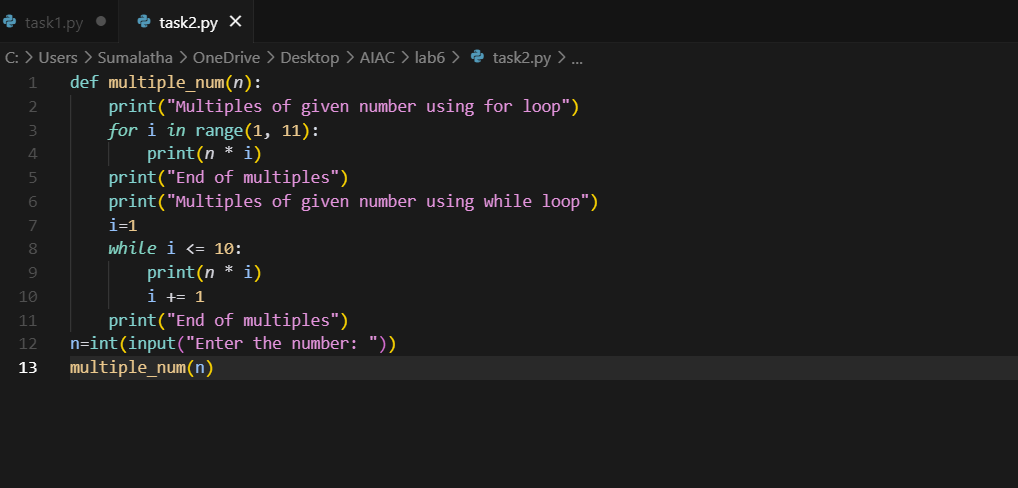 task1.py ● task2.py ×
C: > Users > Sumalatha > OneDrive > Desktop > AIAC > lab6 > task2.py > ...
1 def multiple_num(n):
2     print("Multiples of given number using for loop")
3     for i in range(1, 11):
4         print(n * i)
5     print("End of multiples")
6     print("Multiples of given number using while loop")
7     i=1
8     while i <= 10:
9         print(n * i)
10         i += 1
11     print("End of multiples")
12 n=int(input("Enter the number: "))
13 multiple_num(n)